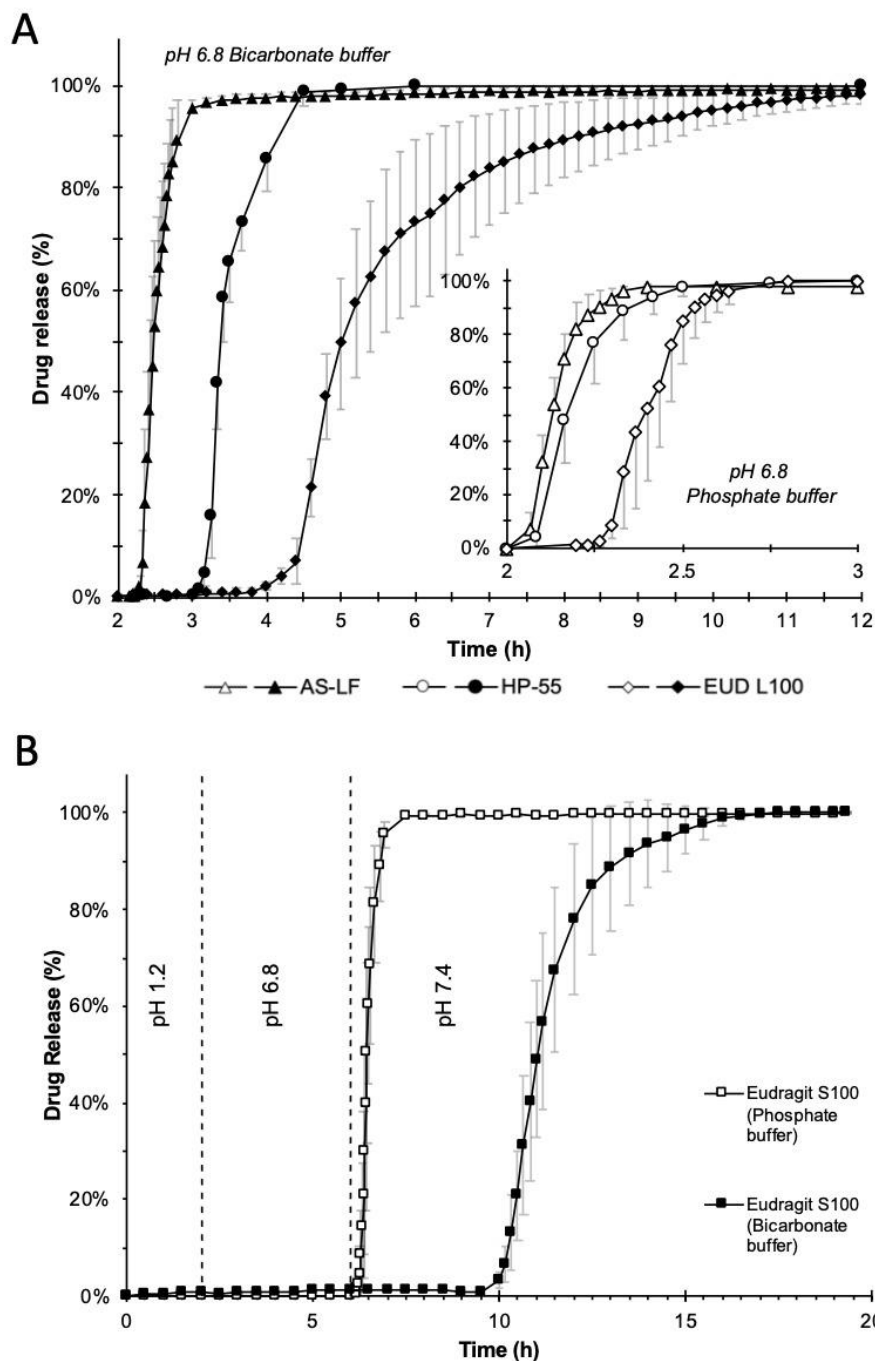 A
pH 6.8 Bicarbonate buffer
100%
80%
60%
40%
20%
0%
Drug release (%)
2 3 4 5 6 7 8 9 10 11 12
Time (h)
100%
80%
60%
40%
20%
0%
pH 6.8
Phosphate buffer
2 2.5 3
AS-LF HP-55 EUD L100
B
100%
80%
60%
40%
20%
0%
Drug Release (%)
pH 1.2
pH 6.8
pH 7.4
Eudragit S100
(Phosphate
buffer)
Eudragit S100
(Bicarbonate
buffer)
0 5 10 15 20
Time (h)